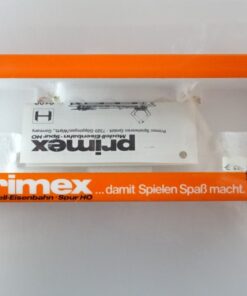 primex
Modell-Eisenbahn · Spur HO
Primex Spielwaren GmbH · 7320 Göppingen/Württ., Germany
rimex
...damit Spielen Spaß macht.
ell-Eisenbahn · Spur HO